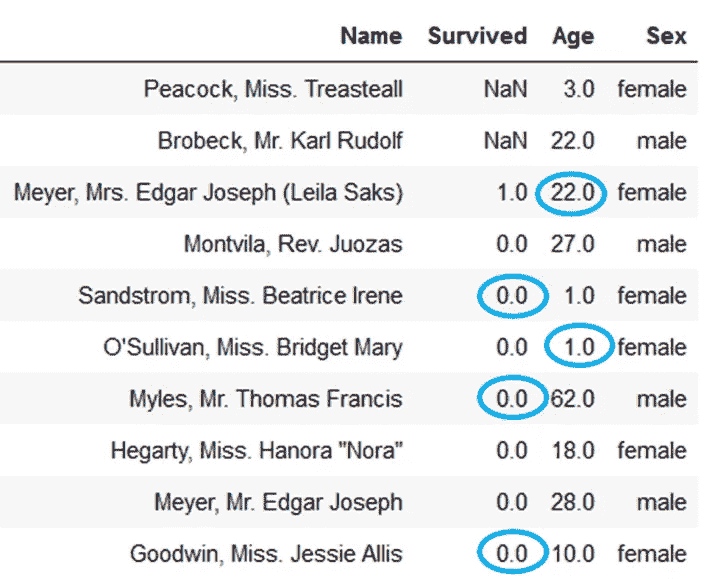 Name Survived Age Sex
Peacock, Miss. Treasteall NaN 3.0 female
Brobeck, Mr. Karl Rudolf NaN 22.0 male
Meyer, Mrs. Edgar Joseph (Leila Saks) 1.0 22.0 female
Montvila, Rev. Juozas 0.0 27.0 male
Sandstrom, Miss. Beatrice Irene 0.0 1.0 female
O'Sullivan, Miss. Bridget Mary 0.0 1.0 female
Myles, Mr. Thomas Francis 0.0 62.0 male
Hegarty, Miss. Hanora "Nora" 0.0 18.0 female
Meyer, Mr. Edgar Joseph 0.0 28.0 male
Goodwin, Miss. Jessie Allis 0.0 10.0 female